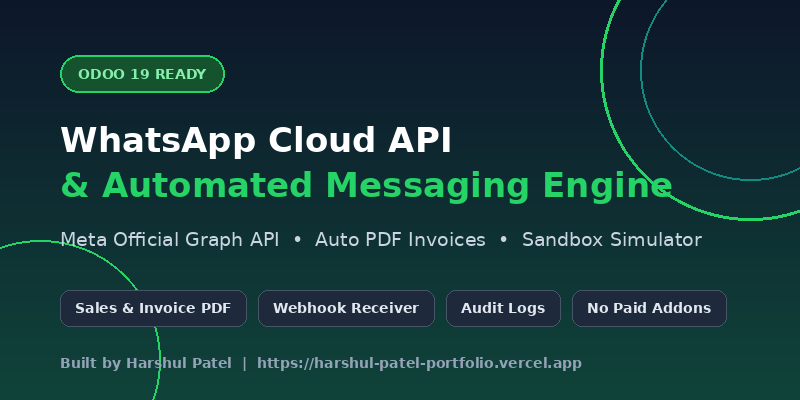 ODOO 19 READY
WhatsApp Cloud API
& Automated Messaging Engine
Meta Official Graph API • Auto PDF Invoices • Sandbox Simulator
Sales & Invoice PDF Webhook Receiver Audit Logs No Paid Addons
Built by Harshul Patel | https://harshul-patel-portfolio.vercel.app